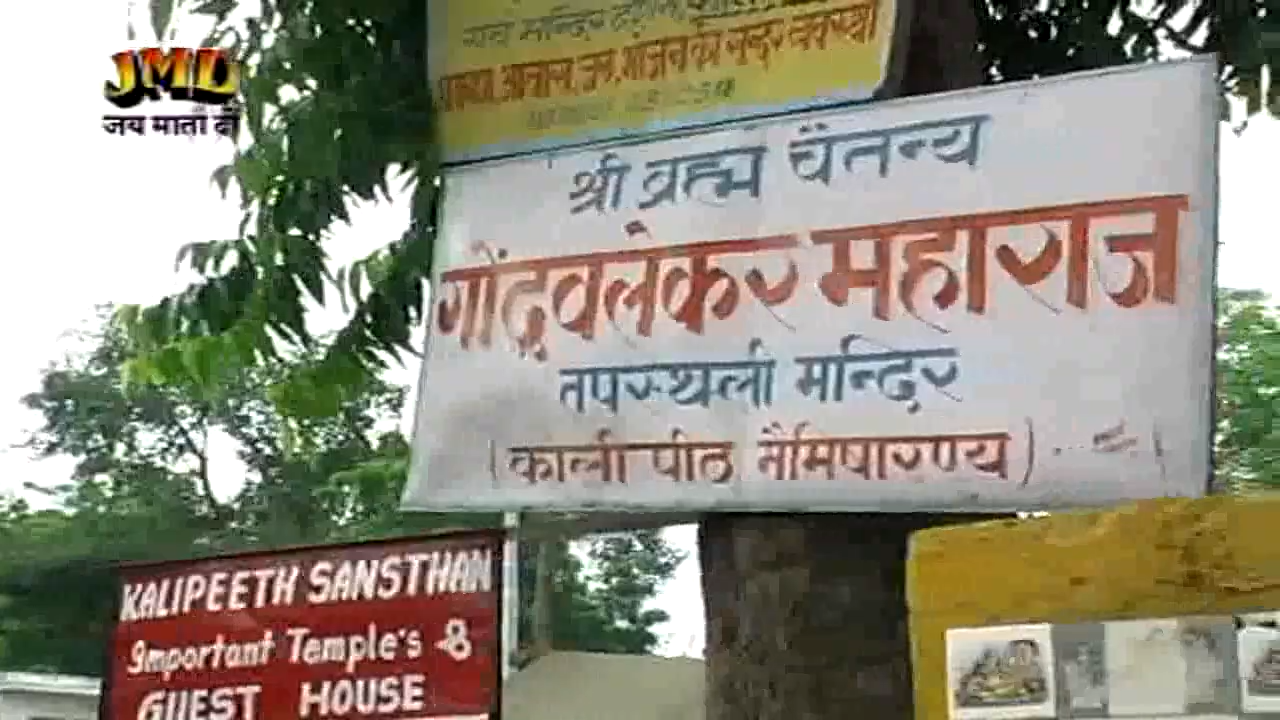 JMD
जय माता दी
श्री ब्रह्म चैतन्य
गोंदवलेकर महाराज
तपस्थली मन्दिर
(काली पीठ नैमिषारण्य)
KALIPEETH SANSTHAN
Important Temple's &
GUEST HOUSE